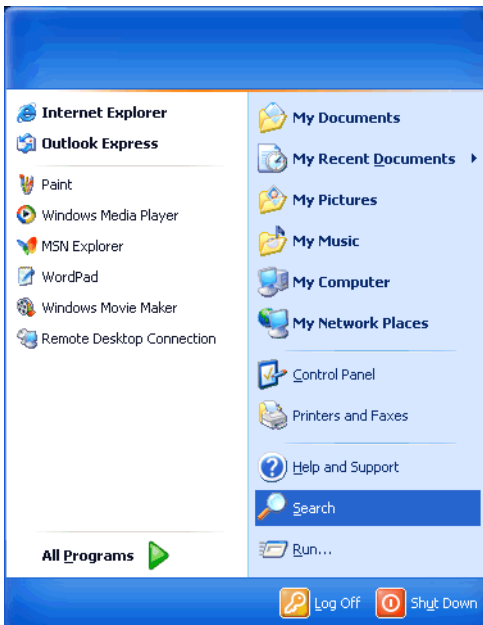 Internet Explorer
Outlook Express
Paint
Windows Media Player
MSN Explorer
WordPad
Windows Movie Maker
Remote Desktop Connection
All Programs
My Documents
My Recent Documents
My Pictures
My Music
My Computer
My Network Places
Control Panel
Printers and Faxes
Help and Support
Search
Run...
Log Off
Shut Down